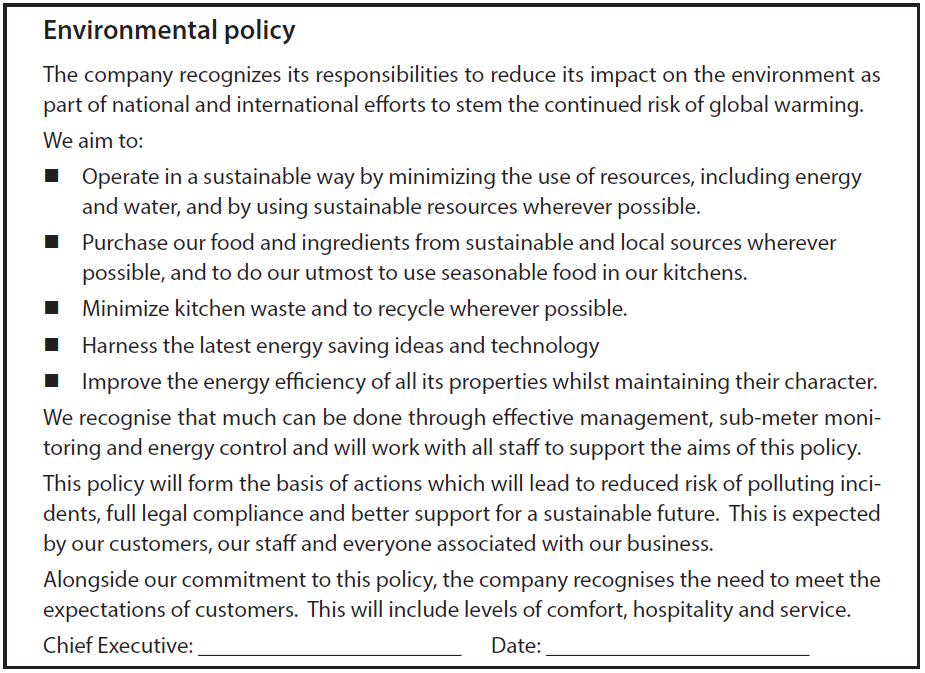 Environmental policy
The company recognizes its responsibilities to reduce its impact on the environment as
part of national and international efforts to stem the continued risk of global warming.
We aim to:
■ Operate in a sustainable way by minimizing the use of resources, including energy
and water, and by using sustainable resources wherever possible.
■ Purchase our food and ingredients from sustainable and local sources wherever
possible, and to do our utmost to use seasonable food in our kitchens.
■ Minimize kitchen waste and to recycle wherever possible.
■ Harness the latest energy saving ideas and technology
■ Improve the energy efficiency of all its properties whilst maintaining their character.
We recognise that much can be done through effective management, sub-meter moni-
toring and energy control and will work with all staff to support the aims of this policy.
This policy will form the basis of actions which will lead to reduced risk of polluting inci-
dents, full legal compliance and better support for a sustainable future. This is expected
by our customers, our staff and everyone associated with our business.
Alongside our commitment to this policy, the company recognises the need to meet the
expectations of customers. This will include levels of comfort, hospitality and service.
Chief Executive: ________________________ Date: ________________________